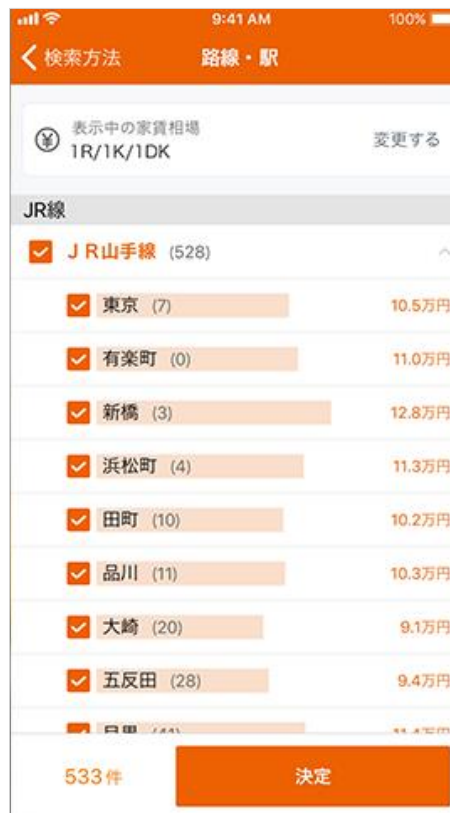 9:41 AM
100%
検索方法
路線・駅
表示中の家賃相場
1R/1K/1DK
変更する
JR線
ＪＲ山手線 (528)
東京 (7) 10.5万円
有楽町 (0) 11.0万円
新橋 (3) 12.8万円
浜松町 (4) 11.3万円
田町 (10) 10.2万円
品川 (11) 10.3万円
大崎 (20) 9.1万円
五反田 (28) 9.4万円
533件
決定